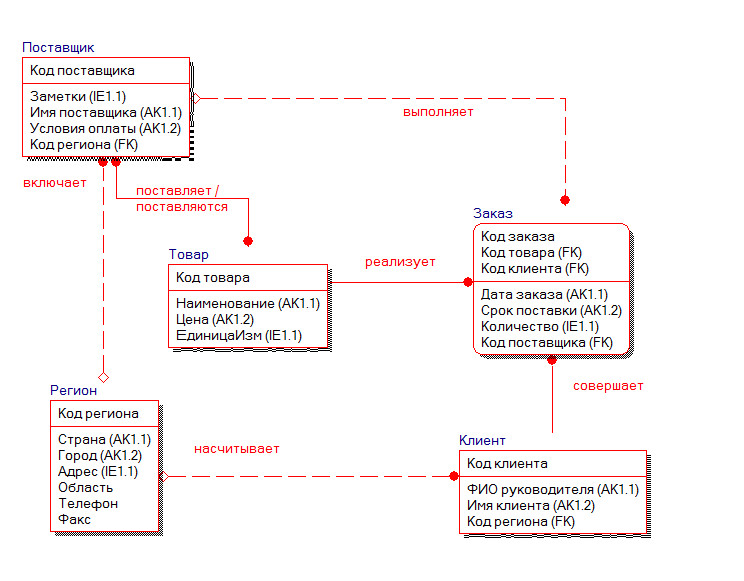 Поставщик
Код поставщика
Заметки (IE1.1)
Имя поставщика (AK1.1)
Условия оплаты (AK1.2)
Код региона (FK)
выполняет
включает
поставляет /
поставляются
Заказ
Код заказа
Код товара (FK)
Код клиента (FK)
Дата заказа (AK1.1)
Срок поставки (AK1.2)
Количество (IE1.1)
Код поставщика (FK)
Товар
Код товара
Наименование (AK1.1)
Цена (AK1.2)
ЕдиницаИзм (IE1.1)
реализует
совершает
Регион
Код региона
Страна (AK1.1)
Город (AK1.2)
Адрес (IE1.1)
Область
Телефон
Факс
насчитывает
Клиент
Код клиента
ФИО руководителя (AK1.1)
Имя клиента (AK1.2)
Код региона (FK)